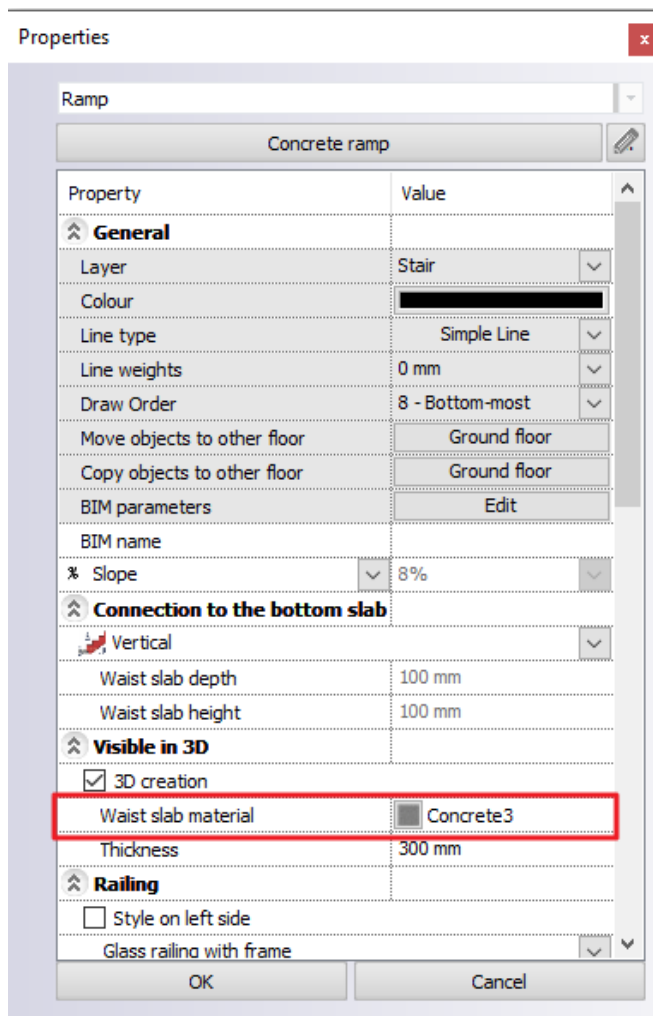 Properties
x
Ramp
Concrete ramp
Property Value
General
Layer Stair
Colour
Line type Simple Line
Line weights 0 mm
Draw Order 8 - Bottom-most
Move objects to other floor Ground floor
Copy objects to other floor Ground floor
BIM parameters Edit
BIM name
% Slope 8%
Connection to the bottom slab
Vertical
Waist slab depth 100 mm
Waist slab height 100 mm
Visible in 3D
3D creation
Waist slab material Concrete3
Thickness 300 mm
Railing
Style on left side
Glass railing with frame
OK Cancel